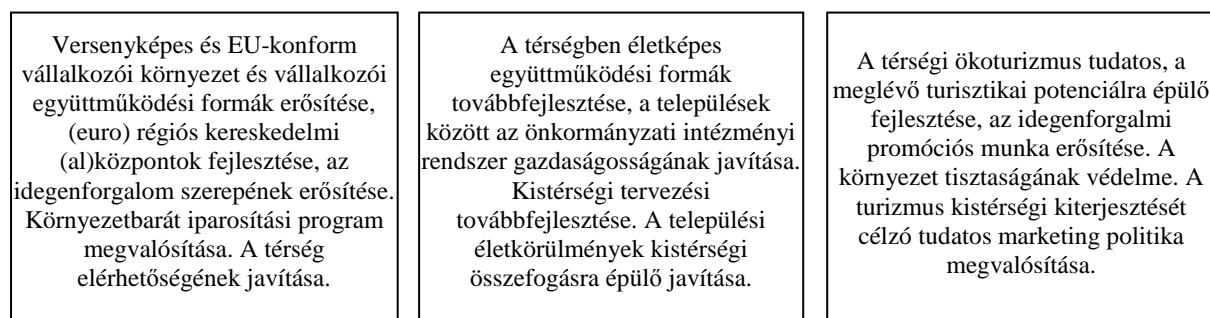 Versenyképes és EU-konform
vállalkozói környezet és vállalkozói
együttműködési formák erősítése,
(euro) régiós kereskedelmi
(al)központok fejlesztése, az
idegenforgalom szerepének erősítése.
Környezetbarát iparosítási program
megvalósítása. A térség
elérhetőségének javítása.
A térségben életképes
együttműködési formák
továbbfejlesztése, a települések
között az önkormányzati intézményi
rendszer gazdaságosságának javítása.
Kistérségi tervezési
továbbfejlesztése. A települési
életkörülmények kistérségi
összefogásra épülő javítása.
A térségi ökoturizmus tudatos, a
meglévő turisztikai potenciálra épülő
fejlesztése, az idegenforgalmi
promóciós munka erősítése. A
környezet tisztaságának védelme. A
turizmus kistérségi kiterjesztését
célzó tudatos marketing politika
megvalósítása.